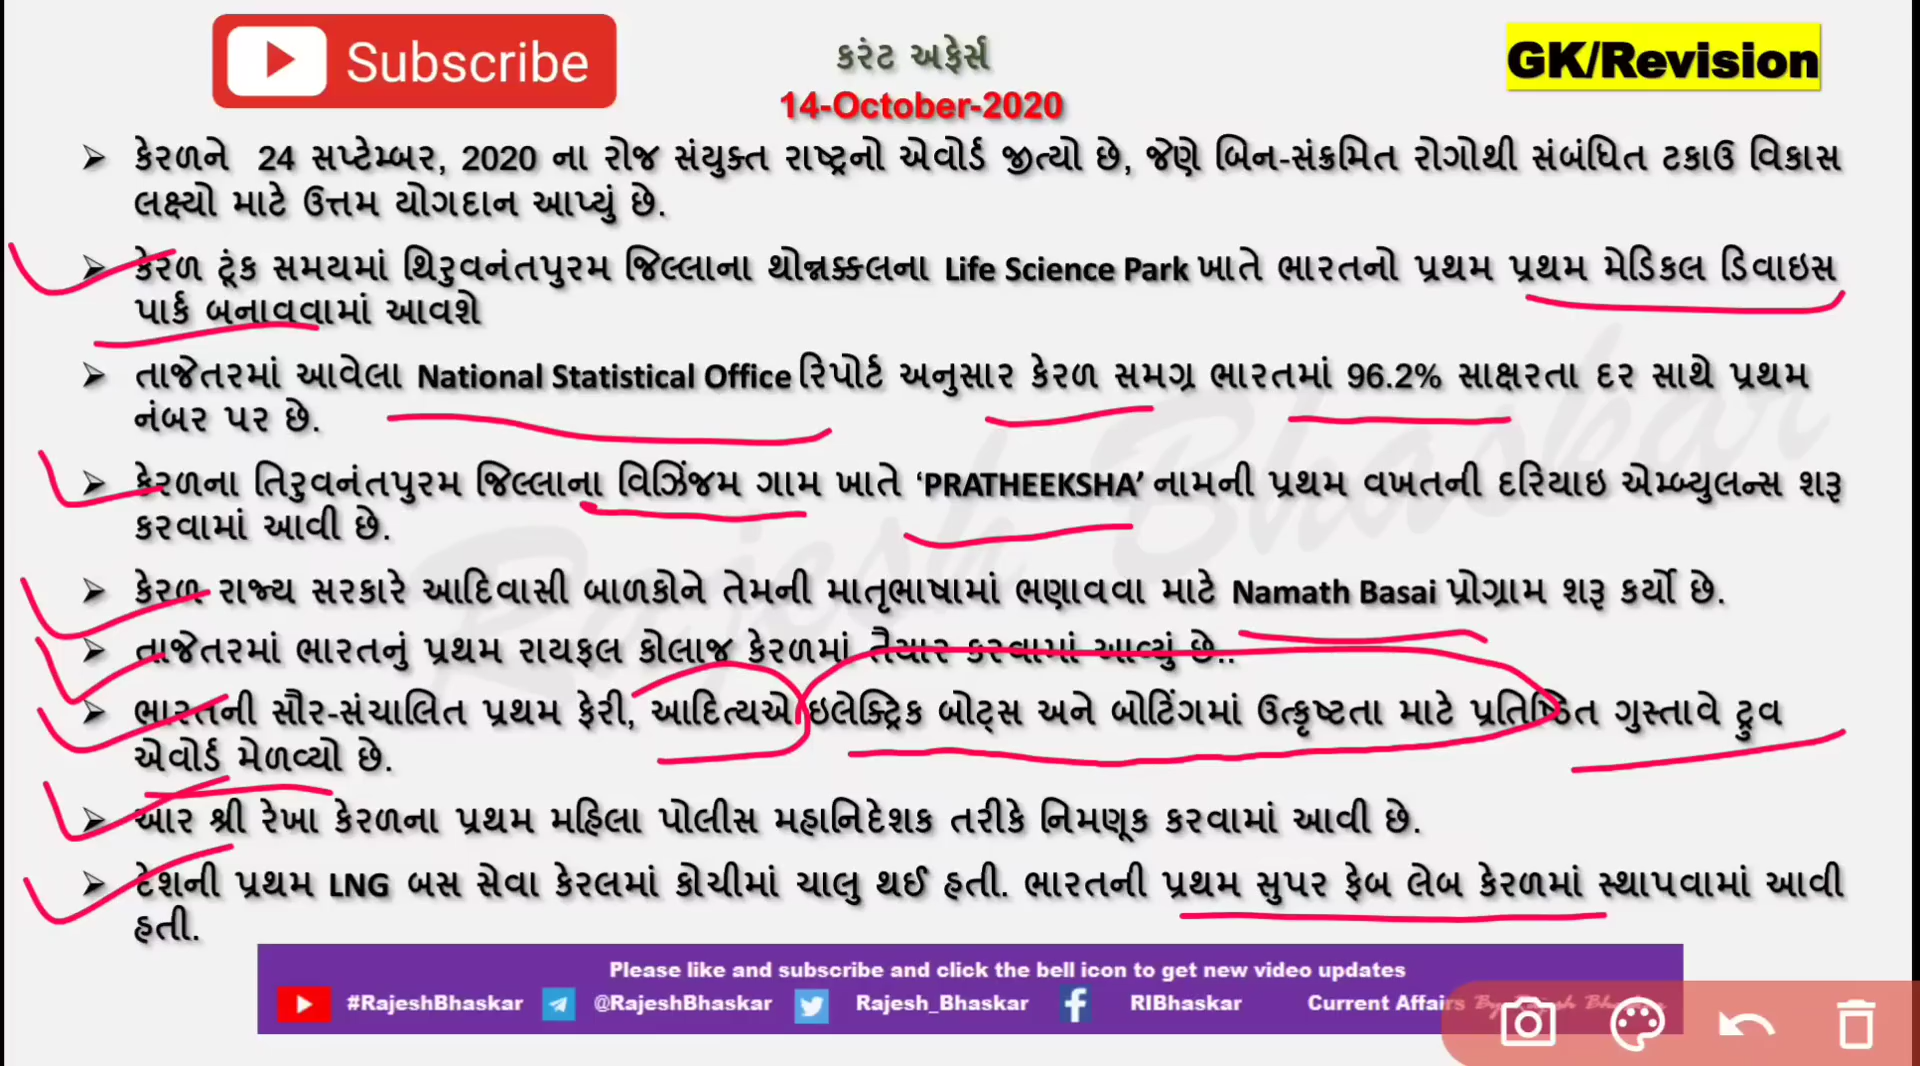 Subscribe
કરંટ અફેર્સ
GK/Revision
14-October-2020
➢ કેરળને 24 સપ્ટેમ્બર, 2020 ના રોજ સંયુક્ત રાષ્ટ્રનો એવોર્ડ જીત્યો છે, જેણે બિન-સંક્રમિત રોગોથી સંબંધિત ટકાઉ વિકાસ
લક્ષ્યો માટે ઉત્તમ યોગદાન આપ્યું છે.
➢ કેરળ ટૂંક સમયમાં થિરુવનંતપુરમ જિલ્લાના થોન્નક્કલના Life Science Park ખાતે ભારતનો પ્રથમ પ્રથમ મેડિકલ ડિવાઇસ
પાર્ક બનાવવામાં આવશે
➢ તાજેતરમાં આવેલા National Statistical Office રિપોર્ટ અનુસાર કેરળ સમગ્ર ભારતમાં 96.2% સાક્ષરતા દર સાથે પ્રથમ
નંબર પર છે.
➢ કેરળના તિરુવનંતપુરમ જિલ્લાના વિઝિંજમ ગામ ખાતે ‘PRATHEEKSHA’ નામની પ્રથમ વખતની દરિયાઇ એમ્બ્યુલન્સ શરૂ
કરવામાં આવી છે.
➢ કેરળ રાજ્ય સરકારે આદિવાસી બાળકોને તેમની માતૃભાષામાં ભણાવવા માટે Namath Basai પ્રોગ્રામ શરૂ કર્યો છે.
➢ તાજેતરમાં ભારતનું પ્રથમ રાયફલ કોલાજ કેરળમાં તૈયાર કરવામાં આવ્યું છે..
➢ ભારતની સૌર-સંચાલિત પ્રથમ ફેરી, આદિત્યએ ઇલેક્ટ્રિક બોટ્સ અને બોટિંગમાં ઉત્કૃષ્ટતા માટે પ્રતિષ્ઠિત ગુસ્તાવે ટ્રુવ
એવોર્ડ મેળવ્યો છે.
➢ આર શ્રી રેખા કેરળના પ્રથમ મહિલા પોલીસ મહાનિદેશક તરીકે નિમણૂક કરવામાં આવી છે.
➢ દેશની પ્રથમ LNG બસ સેવા કેરલમાં કોચીમાં ચાલુ થઈ હતી. ભારતની પ્રથમ સુપર ફેબ લેબ કેરળમાં સ્થાપવામાં આવી
હતી.
Rajesh Bhaskar
Please like and subscribe and click the bell icon to get new video updates
#RajeshBhaskar @RajeshBhaskar Rajesh_Bhaskar RIBhaskar Current Affairs By Rajesh Bhaskar